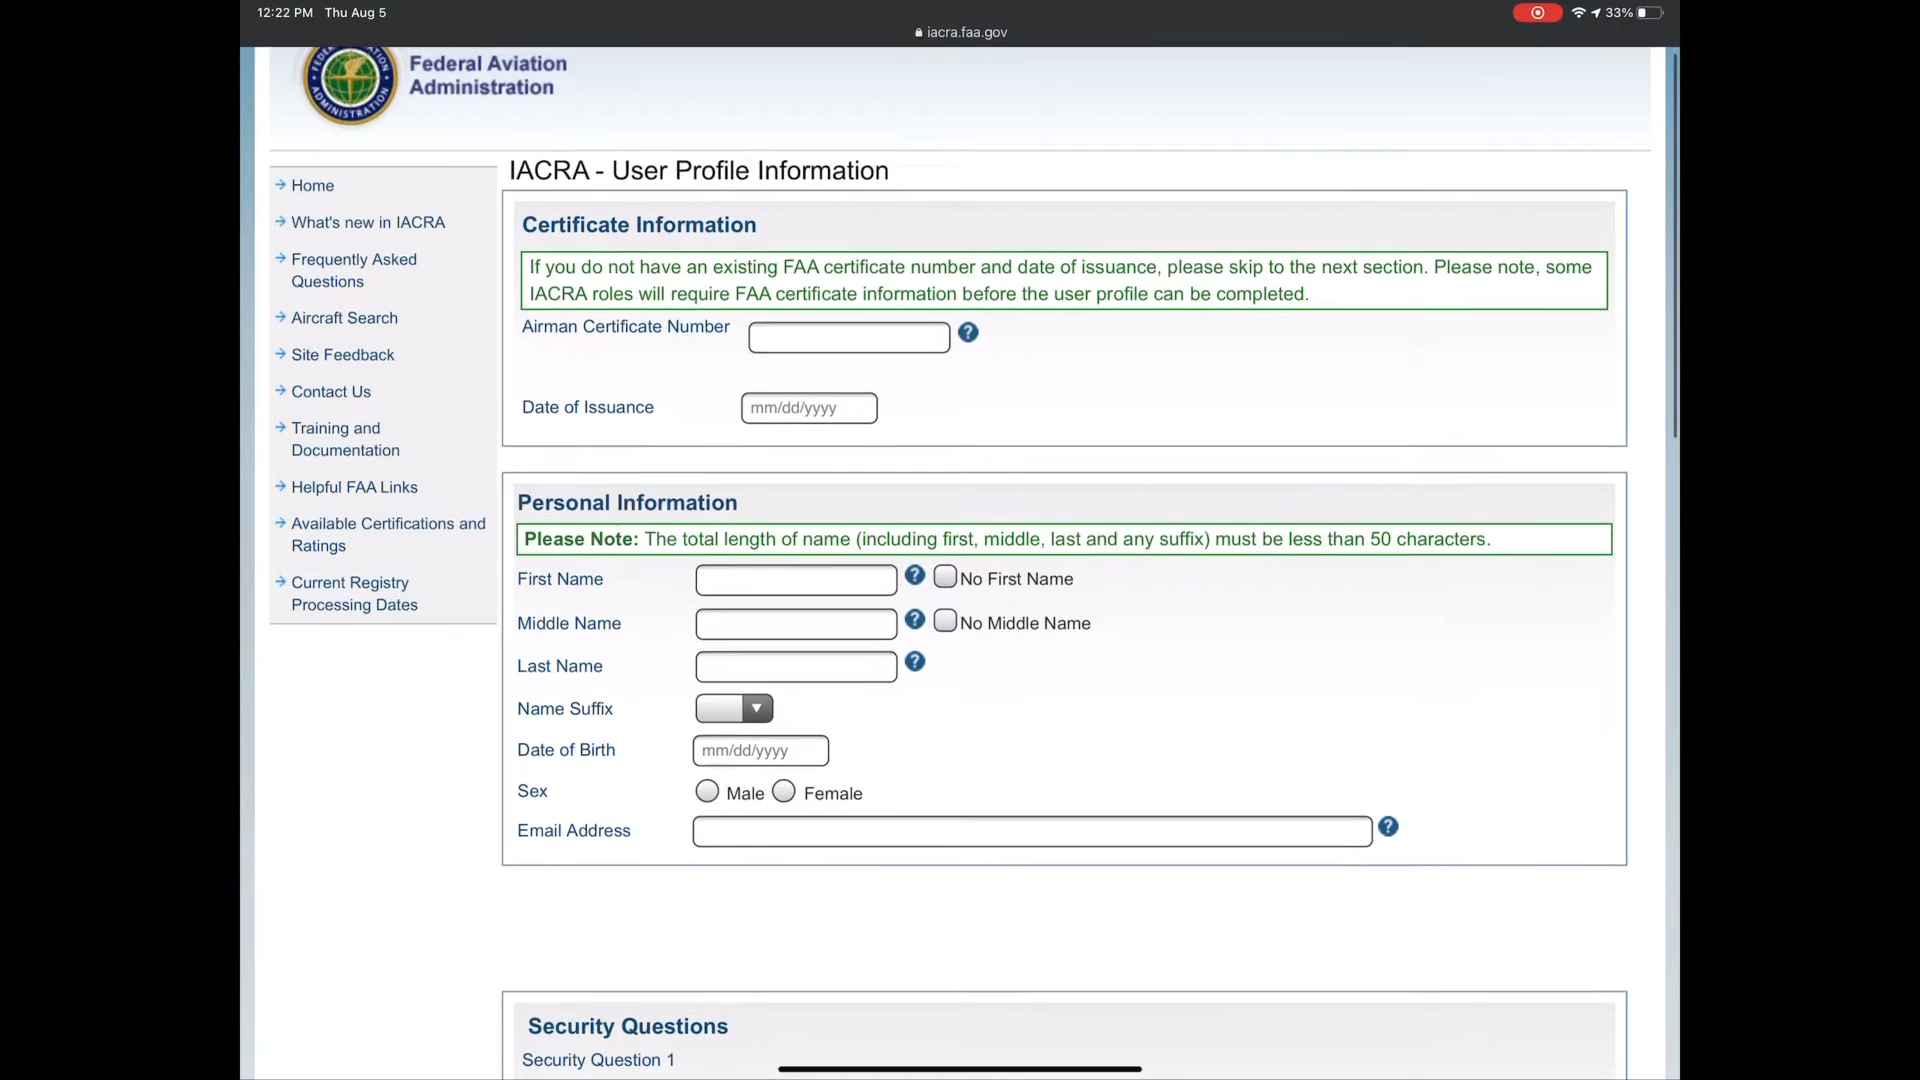 12:22 PM Thu Aug 5
33%
iacra.faa.gov
Federal Aviation
Administration
ADMINISTRATION
Home
What's new in IACRA
Frequently Asked
Questions
Aircraft Search
Site Feedback
Contact Us
Training and
Documentation
Helpful FAA Links
Available Certifications and
Ratings
Current Registry
Processing Dates
IACRA - User Profile Information
Certificate Information
If you do not have an existing FAA certificate number and date of issuance, please skip to the next section. Please note, some
IACRA roles will require FAA certificate information before the user profile can be completed.
Airman Certificate Number
?
Date of Issuance
mm/dd/yyyy
Personal Information
Please Note: The total length of name (including first, middle, last and any suffix) must be less than 50 characters.
First Name
? No First Name
Middle Name
? No Middle Name
Last Name
?
Name Suffix
Date of Birth
mm/dd/yyyy
Sex
Male Female
Email Address
?
Security Questions
Security Question 1